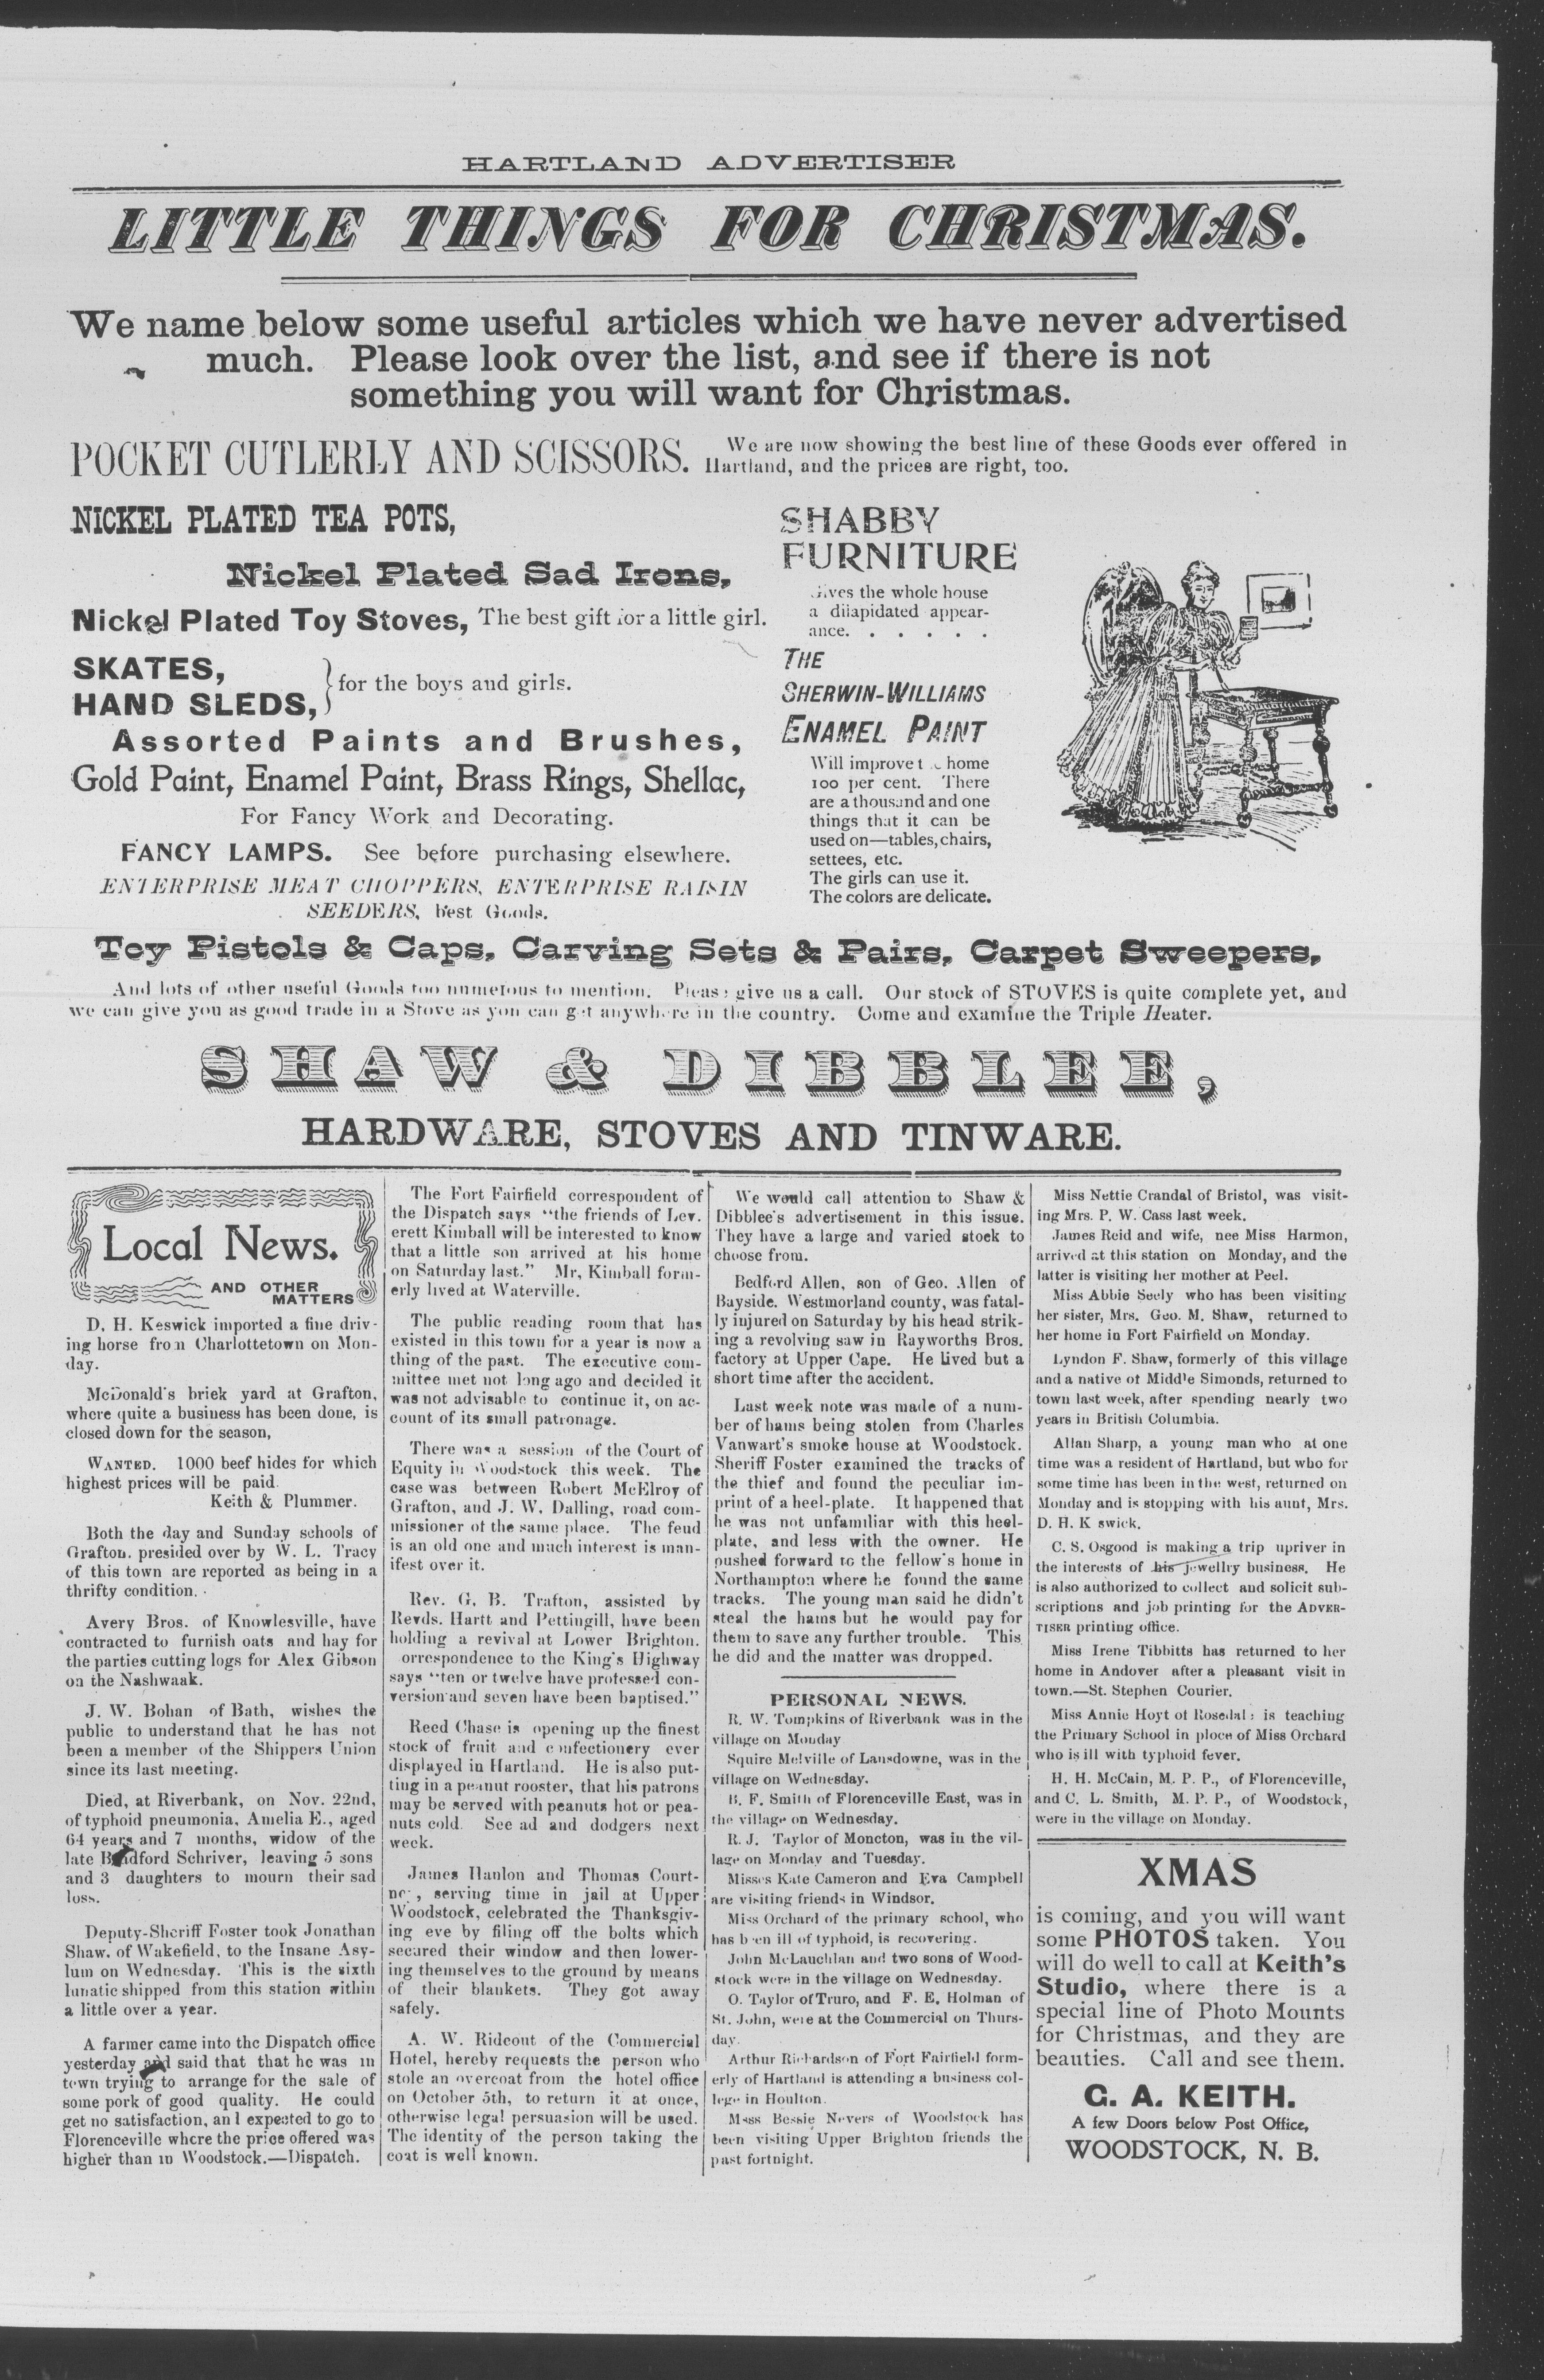 HARTLAND ADVERTISER
LITTLE THINGS FOR CHRISTMAS.
We name below some useful articles which we have never advertised
much. Please look over the list, and see if there is not
something you will want for Christmas.
POCKET CUTLERLY AND SCISSORS. We are now showing the best line of these Goods ever offered in
Hartland, and the prices are right, too.
NICKEL PLATED TEA POTS,
Nickel Plated Sad Irons,
Nickel Plated Toy Stoves, The best gift for a little girl.
SKATES,
HAND SLEDS, } for the boys and girls.
Assorted Paints and Brushes,
Gold Paint, Enamel Paint, Brass Rings, Shellac,
For Fancy Work and Decorating.
FANCY LAMPS. See before purchasing elsewhere.
ENTERPRISE MEAT CHOPPERS, ENTERPRISE RAISIN
SEEDERS, best Goods.
SHABBY
FURNITURE
Gives the whole house
a dilapidated appear-
ance. . . . . .
THE
SHERWIN-WILLIAMS
ENAMEL PAINT
Will improve t e home
100 per cent. There
are a thousand and one
things that it can be
used on—tables, chairs,
settees, etc.
The girls can use it.
The colors are delicate.
Toy Pistols & Caps, Carving Sets & Pairs, Carpet Sweepers,
And lots of other useful Goods too numerous to mention. Please give us a call. Our stock of STOVES is quite complete yet, and
we can give you as good trade in a Stove as you can get anywhere in the country. Come and examine the Triple Heater.
SHAW & DIBBLEE,
HARDWARE, STOVES AND TINWARE.
Local News.
AND OTHER
MATTERS
D. H. Keswick imported a fine driv-
ing horse from Charlottetown on Mon-
day.
McDonald's briek yard at Grafton,
where quite a business has been done, is
closed down for the season,
WANTED. 1000 beef hides for which
highest prices will be paid.
Keith & Plummer.
Both the day and Sunday schools of
Grafton, presided over by W. L. Tracy
of this town are reported as being in a
thrifty condition.
Avery Bros. of Knowlesville, have
contracted to furnish oats and hay for
the parties cutting logs for Alex Gibson
on the Nashwaak.
J. W. Bohan of Bath, wishes the
public to understand that he has not
been a member of the Shippers Union
since its last meeting.
Died, at Riverbank, on Nov. 22nd,
of typhoid pneumonia, Amelia E., aged
64 years and 7 months, widow of the
late Bradford Schriver, leaving 5 sons
and 3 daughters to mourn their sad
loss.
Deputy-Sheriff Foster took Jonathan
Shaw, of Wakefield, to the Insane Asy-
lum on Wednesday. This is the sixth
lunatic shipped from this station within
a little over a year.
A farmer came into the Dispatch office
yesterday and said that that he was in
town trying to arrange for the sale of
some pork of good quality. He could
get no satisfaction, and expected to go to
Florenceville where the price offered was
higher than in Woodstock.—Dispatch.
The Fort Fairfield correspondent of
the Dispatch says "the friends of Lev.
erett Kimball will be interested to know
that a little son arrived at his home
on Saturday last." Mr, Kimball form-
erly lived at Waterville.
The public reading room that has
existed in this town for a year is now a
thing of the past. The executive com-
mittee met not long ago and decided it
was not advisable to continue it, on ac-
count of its small patronage.
There was a session of the Court of
Equity in Woodstock this week. The
case was between Robert McElroy of
Grafton, and J. W. Dalling, road com-
missioner of the same place. The feud
is an old one and much interest is man-
ifest over it.
Rev. G. B. Trafton, assisted by
Revds. Hartt and Pettingill, have been
holding a revival at Lower Brighton.
orrespondence to the King's Highway
says "ten or twelve have professed con-
version and seven have been baptised."
Reed Chase is opening up the finest
stock of fruit and confectionery ever
displayed in Hartland. He is also put-
ting in a peanut rooster, that his patrons
may be served with peanuts hot or pea-
nuts cold. See ad and dodgers next
week.
James Hanlon and Thomas Court-
ney, serving time in jail at Upper
Woodstock, celebrated the Thanksgiv-
ing eve by filing off the bolts which
secured their window and then lower-
ing themselves to the ground by means
of their blankets. They got away
safely.
A. W. Rideout of the Commercial
Hotel, hereby requests the person who
stole an overcoat from the hotel office
on October 5th, to return it at once,
otherwise legal persuasion will be used.
The identity of the person taking the
coat is well known.
We would call attention to Shaw &
Dibblee's advertisement in this issue.
They have a large and varied stock to
choose from.
Bedford Allen, son of Geo. Allen of
Bayside. Westmorland county, was fatal-
ly injured on Saturday by his head strik-
ing a revolving saw in Rayworths Bros.
factory at Upper Cape. He lived but a
short time after the accident.
Last week note was made of a num-
ber of hams being stolen from Charles
Vanwart's smoke house at Woodstock.
Sheriff Foster examined the tracks of
the thief and found the peculiar im-
print of a heel-plate. It happened that
he was not unfamiliar with this heel-
plate, and less with the owner. He
pushed forward to the fellow's home in
Northampton where he found the same
tracks. The young man said he didn't
steal the hams but he would pay for
them to save any further trouble. This
he did and the matter was dropped.
PERSONAL NEWS.
R. W. Tompkins of Riverbank was in the
village on Monday
Squire Melville of Lansdowne, was in the
village on Wednesday.
B. F. Smith of Florenceville East, was in
the village on Wednesday.
R. J. Taylor of Moncton, was in the vil-
lage on Monday and Tuesday.
Misses Kate Cameron and Eva Campbell
are visiting friends in Windsor.
Miss Orchard of the primary school, who
has been ill of typhoid, is recovering.
John McLauchlan and two sons of Wood-
stock were in the village on Wednesday.
O. Taylor of Truro, and F. E. Holman of
St. John, were at the Commercial on Thurs-
day.
Arthur Richardson of Fort Fairfield form-
erly of Hartland is attending a business col-
lege in Houlton.
Miss Bessie Nevers of Woodstock has
been visiting Upper Brighton friends the
past fortnight.
Miss Nettie Crandal of Bristol, was visit-
ing Mrs. P. W. Cass last week.
James Reid and wife, nee Miss Harmon,
arrived at this station on Monday, and the
latter is visiting her mother at Peel.
Miss Abbie Seely who has been visiting
her sister, Mrs. Geo. M. Shaw, returned to
her home in Fort Fairfield on Monday.
Lyndon F. Shaw, formerly of this village
and a native of Middle Simonds, returned to
town last week, after spending nearly two
years in British Columbia.
Allan Sharp, a young man who at one
time was a resident of Hartland, but who for
some time has been in the west, returned on
Monday and is stopping with his aunt, Mrs.
D. H. K swick.
C. S. Osgood is making a trip upriver in
the interests of his jewellry business. He
is also authorized to collect and solicit sub-
scriptions and job printing for the ADVER-
TISER printing office.
Miss Irene Tibbitts has returned to her
home in Andover after a pleasant visit in
town.—St. Stephen Courier.
Miss Annie Hoyt of Rosedale is teaching
the Primary School in place of Miss Orchard
who is ill with typhoid fever.
H. H. McCain, M. P. P., of Florenceville,
and C. L. Smith, M. P. P., of Woodstock,
were in the village on Monday.
XMAS
is coming, and you will want
some PHOTOS taken. You
will do well to call at Keith's
Studio, where there is a
special line of Photo Mounts
for Christmas, and they are
beauties. Call and see them.
G. A. KEITH.
A few Doors below Post Office,
WOODSTOCK, N. B.